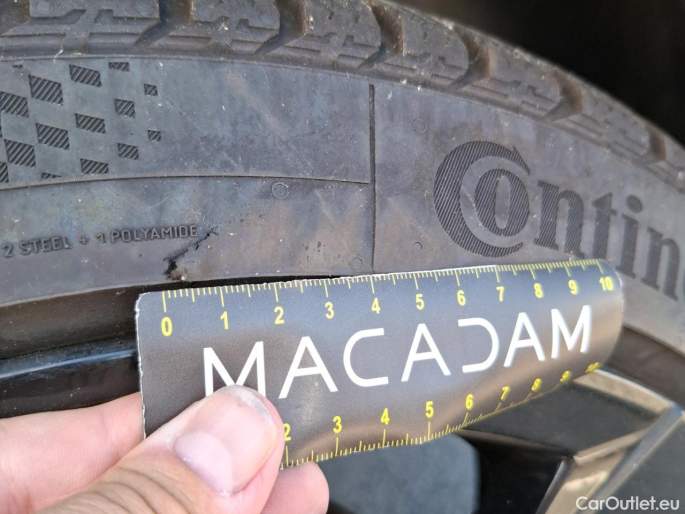 2 STEEL + 1 POLYAMIDE
Contin
0 1 2 3 4 5 6 7 8 9 10
MACADAM
2 3 4 5 6 7 8 9
CarOutlet.eu